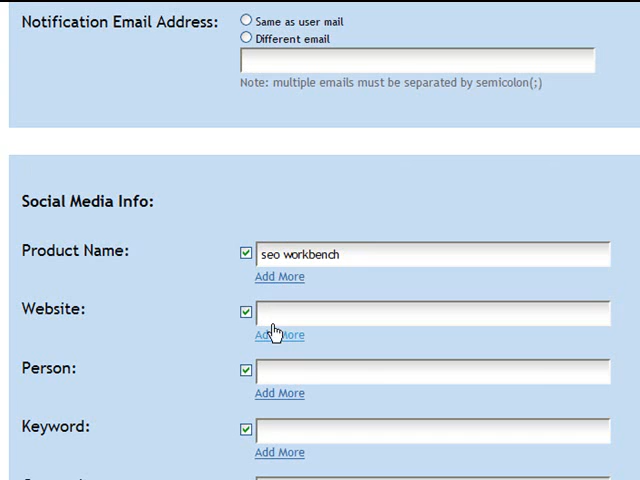 Notification Email Address:
Same as user mail
Different email
Note: multiple emails must be separated by semicolon(;)
Social Media Info:
Product Name:
seo workbench
Add More
Website:
Add More
Person:
Add More
Keyword:
Add More